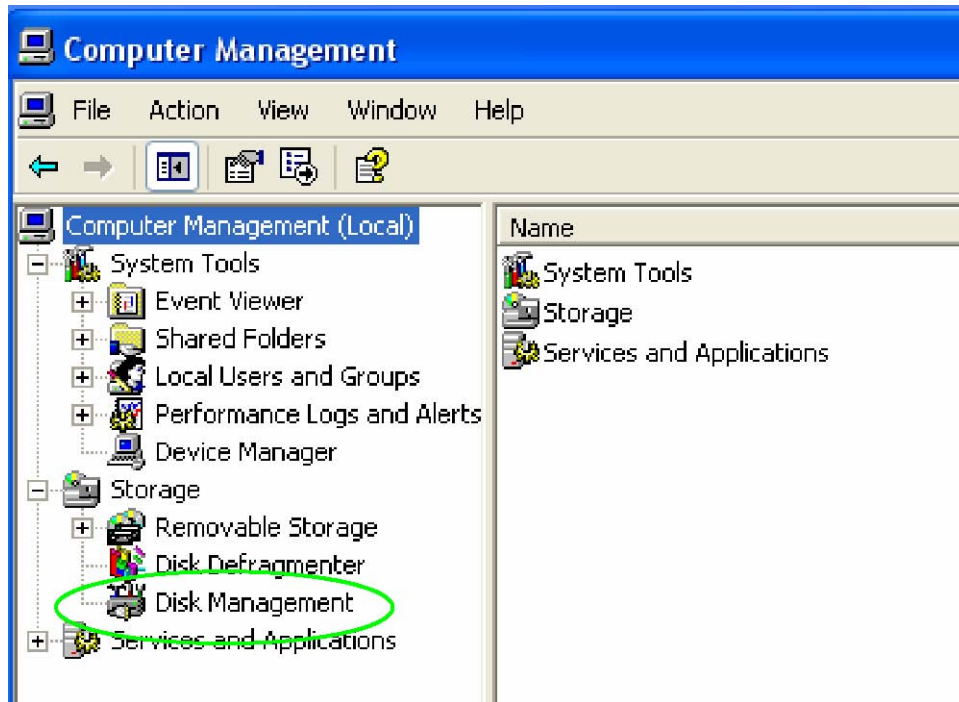 Computer Management
File Action View Window Help
Computer Management (Local)
System Tools
Event Viewer
Shared Folders
Local Users and Groups
Performance Logs and Alerts
Device Manager
Storage
Removable Storage
Disk Defragmenter
Disk Management
Services and Applications
Name
System Tools
Storage
Services and Applications